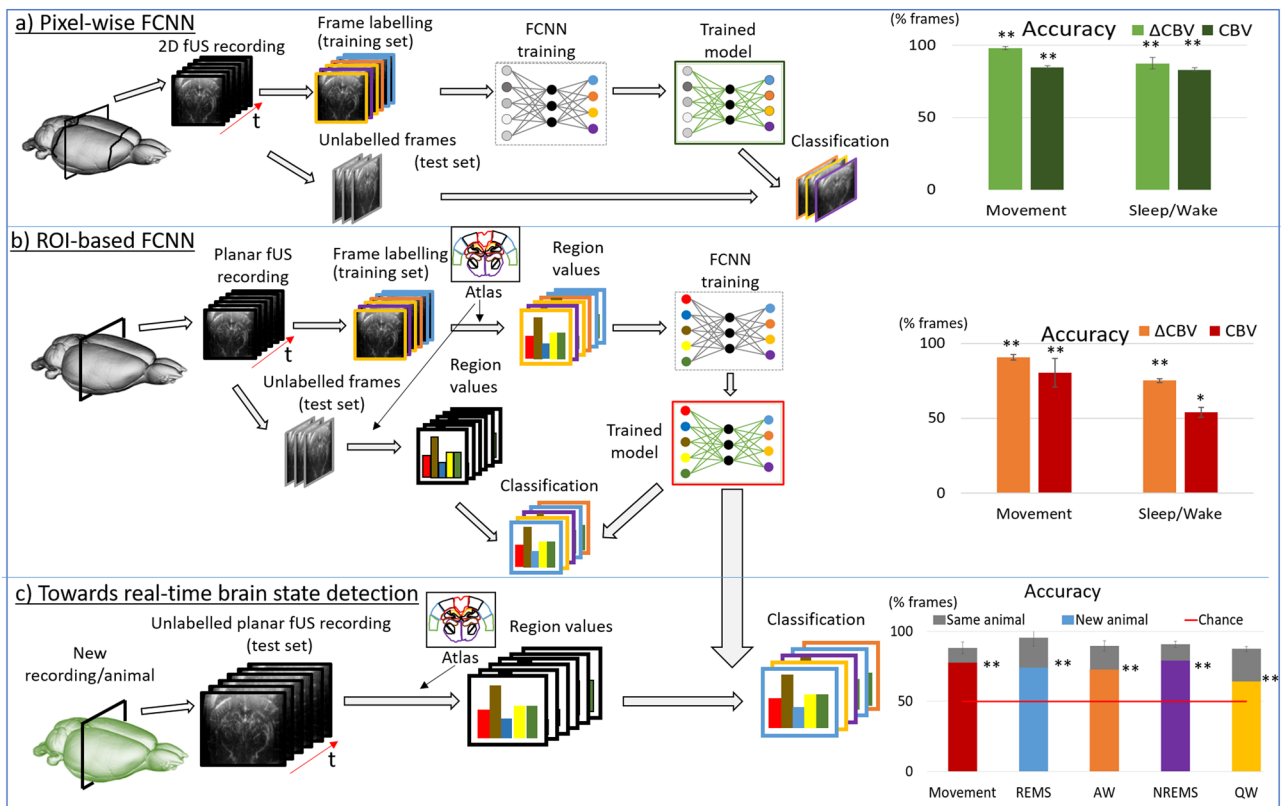 a) Pixel-wise FCNN
2D fUS recording
Frame labelling
(training set)
FCNN
training
Trained
model
t
Unlabelled frames
(test set)
Classification
(% frames)
Accuracy
ΔCBV
CBV
100
50
0
**
**
**
**
Movement
Sleep/Wake
b) ROI-based FCNN
Planar fUS
recording
Frame labelling
(training set)
Atlas
Region
values
FCNN
training
t
Unlabelled frames
(test set)
Region
values
Trained
model
Classification
(% frames)
Accuracy
ΔCBV
CBV
100
50
0
**
**
**
*
Movement
Sleep/Wake
c) Towards real-time brain state detection
Unlabelled planar fUS recording
(test set)
New
recording/animal
t
Atlas
Region values
Classification
Accuracy
(% frames)
Same animal
New animal
Chance
100
50
0
**
**
**
**
**
Movement
REMS
AW
NREMS
QW